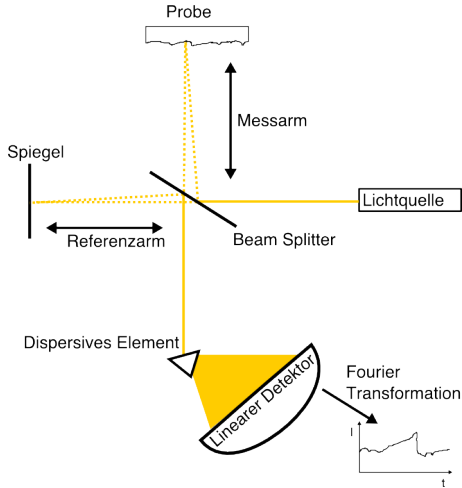 Probe
Messarm
Spiegel
Lichtquelle
Referenzarm
Beam Splitter
Dispersives Element
Linearer Detektor
Fourier
Transformation
I
t